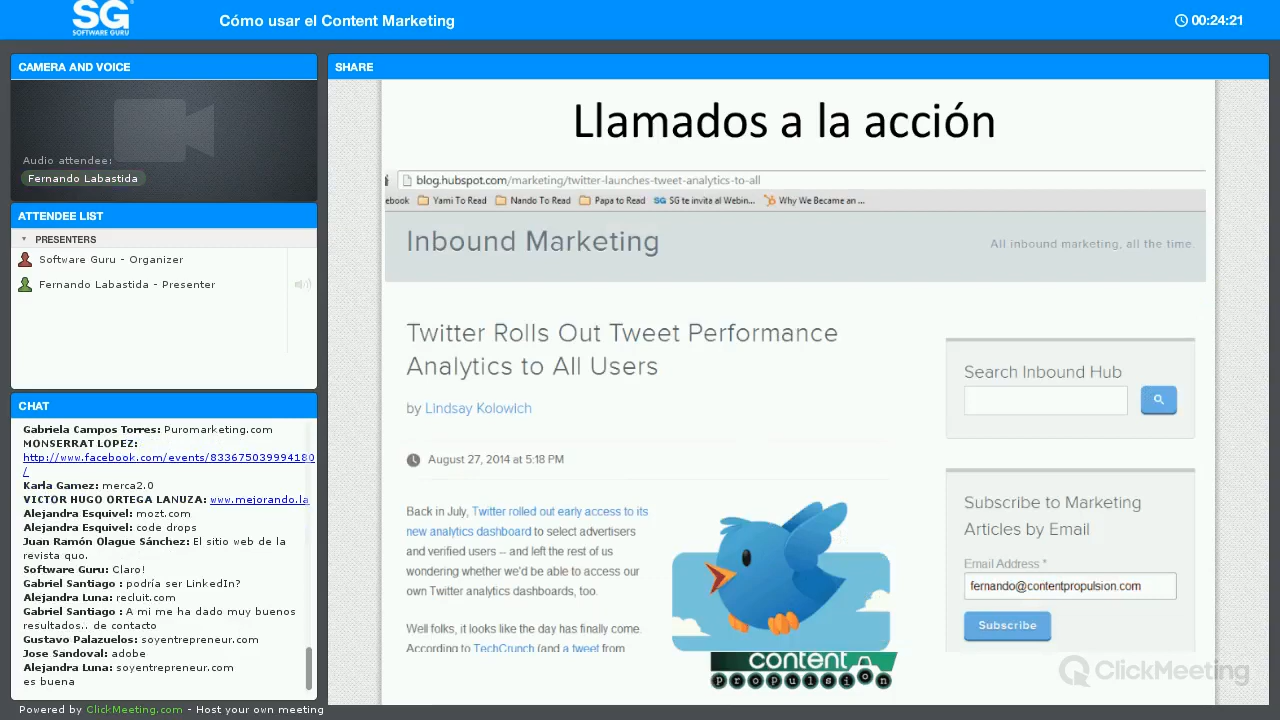 SG
SOFTWARE GURU
Cómo usar el Content Marketing
00:24:21
CAMERA AND VOICE
Audio attendee:
Fernando Labastida
ATTENDEE LIST
PRESENTERS
Software Guru - Organizer
Fernando Labastida - Presenter
CHAT
Gabriela Campos Torres: Puromarketing.com
MONSERRAT LOPEZ:
http://www.facebook.com/events/833675039994180
/
Karla Gamez: merca2.0
VICTOR HUGO ORTEGA LANUZA: www.mejorando.la
Alejandra Esquivel: mozt.com
Alejandra Esquivel: code drops
Juan Ramón Olague Sánchez: El sitio web de la
revista quo.
Software Guru: Claro!
Gabriel Santiago : podría ser LinkedIn?
Alejandra Luna: recluit.com
Gabriel Santiago : A mi me ha dado muy buenos
resultados.. de contacto
Gustavo Palazuelos: soyentrepreneur.com
Jose Sandoval: adobe
Alejandra Luna: soyentrepreneur.com
es buena
Powered by ClickMeeting.com - Host your own meeting
SHARE
Llamados a la acción
blog.hubspot.com/marketing/twitter-launches-tweet-analytics-to-all
ebook Yami To Read Nando To Read Papa to Read SG SG te invita al Webin... Why We Became an ...
Inbound Marketing
All inbound marketing, all the time.
Twitter Rolls Out Tweet Performance
Analytics to All Users
by Lindsay Kolowich
August 27, 2014 at 5:18 PM
Back in July, Twitter rolled out early access to its
new analytics dashboard to select advertisers
and verified users -- and left the rest of us
wondering whether we'd be able to access our
own Twitter analytics dashboards, too.
Well folks, it looks like the day has finally come.
According to TechCrunch (and a tweet from
Search Inbound Hub
Subscribe to Marketing
Articles by Email
Email Address *
fernando@contentpropulsion.com
Subscribe
content
propulsion
ClickMeeting